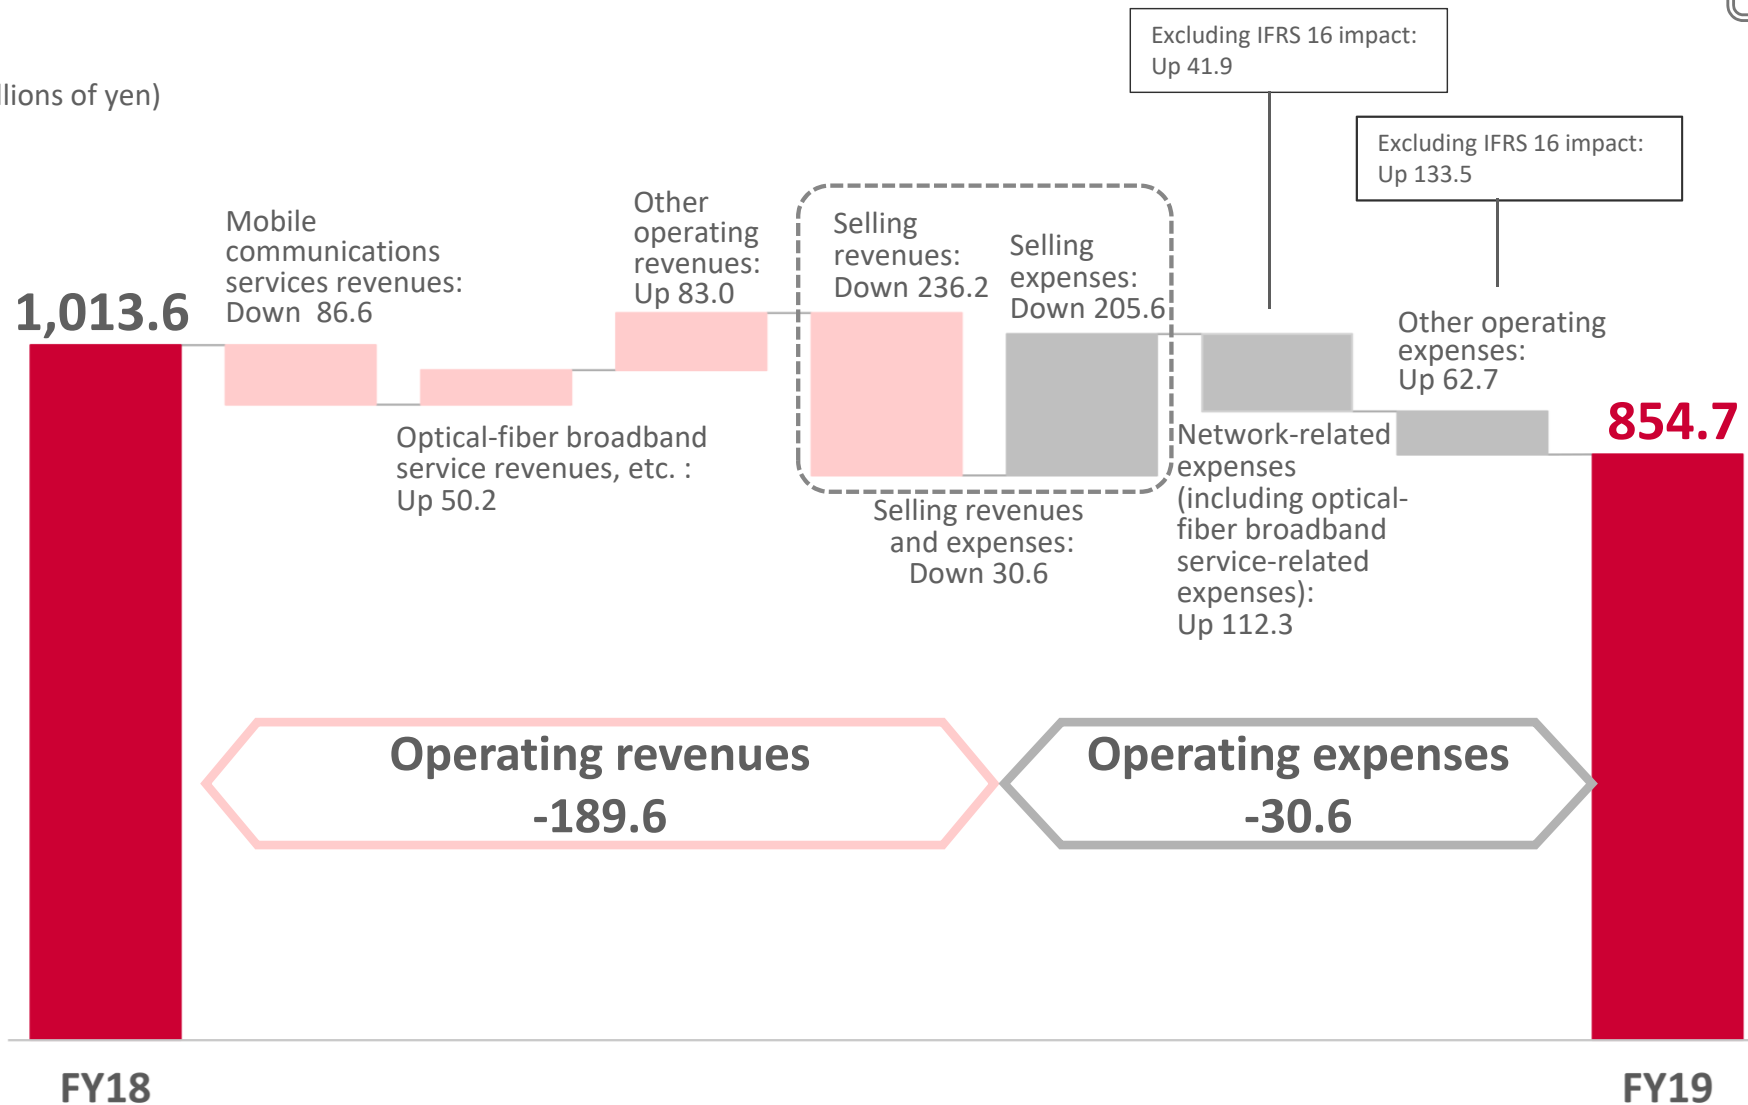 Excluding IFRS 16 impact:
Up 41.9
llions of yen)
Excluding IFRS 16 impact:
Up 133.5
1,013.6
Mobile
communications
services revenues:
Down 86.6
Optical-fiber broadband
service revenues, etc. :
Up 50.2
Other
operating
revenues:
Up 83.0
Selling
revenues:
Down 236.2
Selling
expenses:
Down 205.6
Selling revenues
and expenses:
Down 30.6
Network-related
expenses
(including optical-
fiber broadband
service-related
expenses):
Up 112.3
Other operating
expenses:
Up 62.7
854.7
Operating revenues
-189.6
Operating expenses
-30.6
FY18
FY19